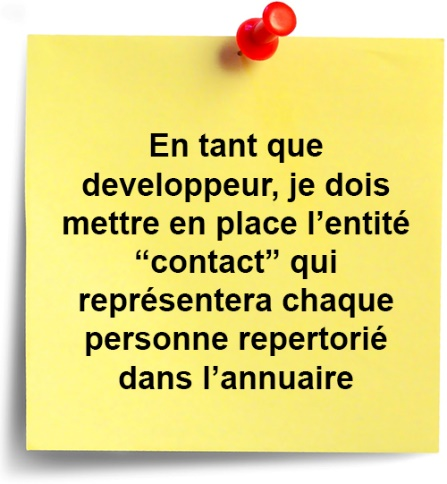 En tant que
developpeur, je dois
mettre en place l’entité
“contact” qui
représentera chaque
personne repertorié
dans l’annuaire